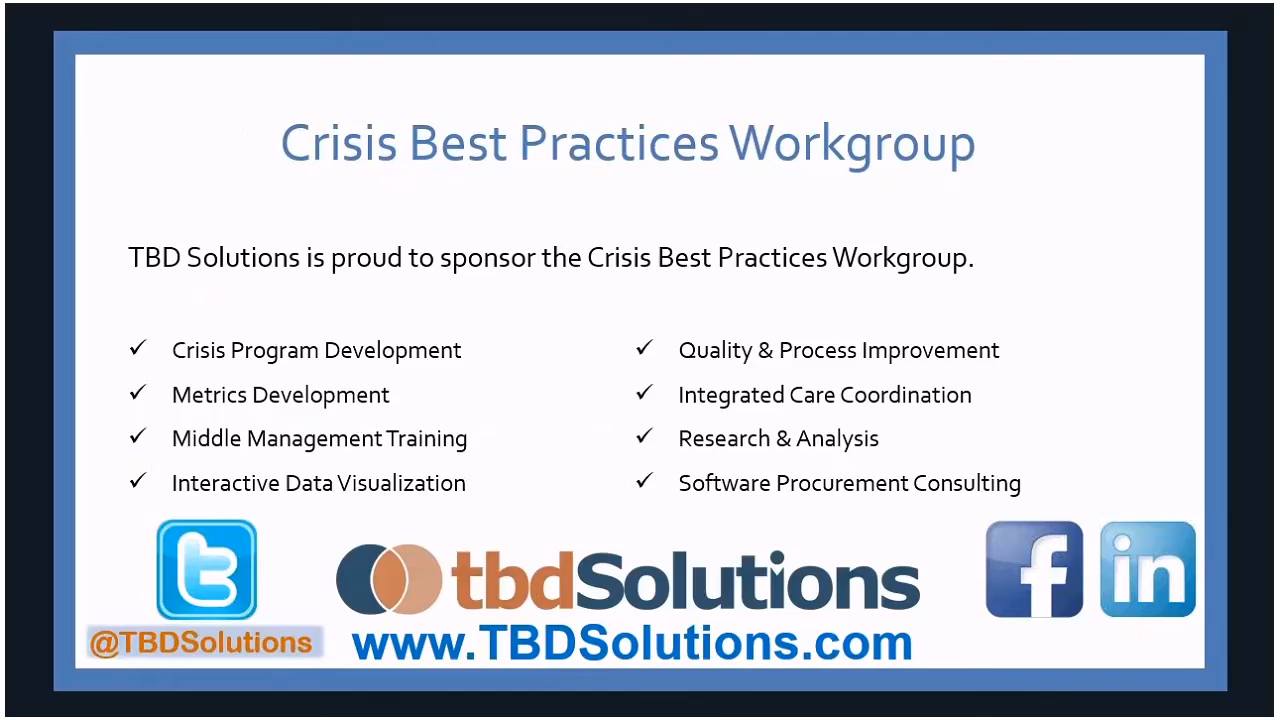 Crisis Best Practices Workgroup
TBD Solutions is proud to sponsor the Crisis Best Practices Workgroup.
Crisis Program Development
Metrics Development
Middle Management Training
Interactive Data Visualization
Quality & Process Improvement
Integrated Care Coordination
Research & Analysis
Software Procurement Consulting
t
@TBDSolutions
tbdSolutions
www.TBDSolutions.com
f
in